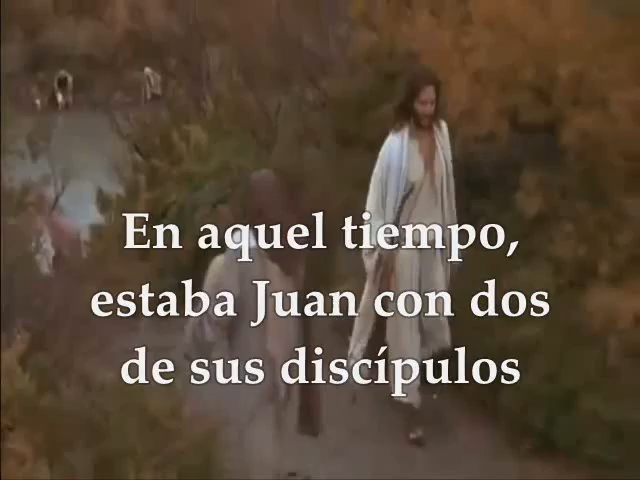 En aquel tiempo,
estaba Juan con dos
de sus discípulos